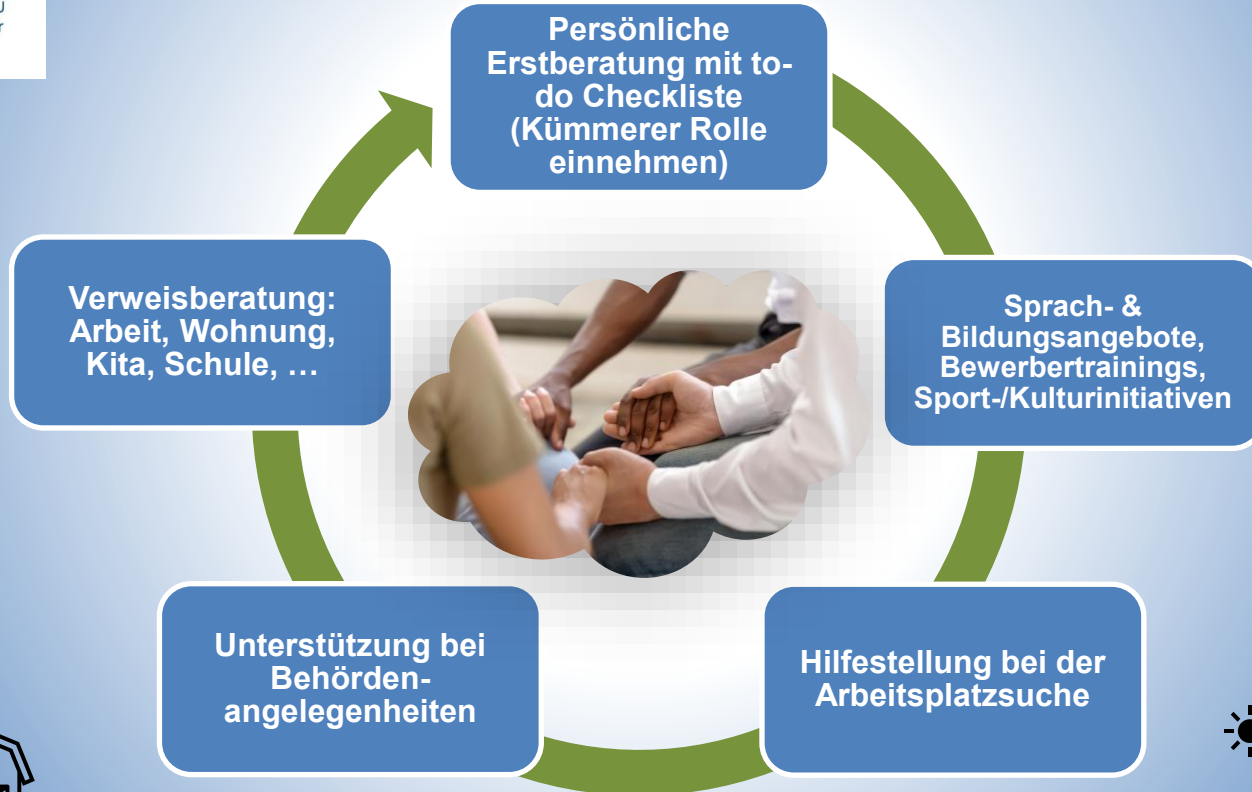 Persönliche
Erstberatung mit to-
do Checkliste
(Kümmerer Rolle
einnehmen)
Sprach- &
Bildungsangebote,
Bewerbertrainings,
Sport-/Kulturinitiativen
Hilfestellung bei der
Arbeitsplatzsuche
Unterstützung bei
Behörden-
angelegenheiten
Verweisberatung:
Arbeit, Wohnung,
Kita, Schule, …